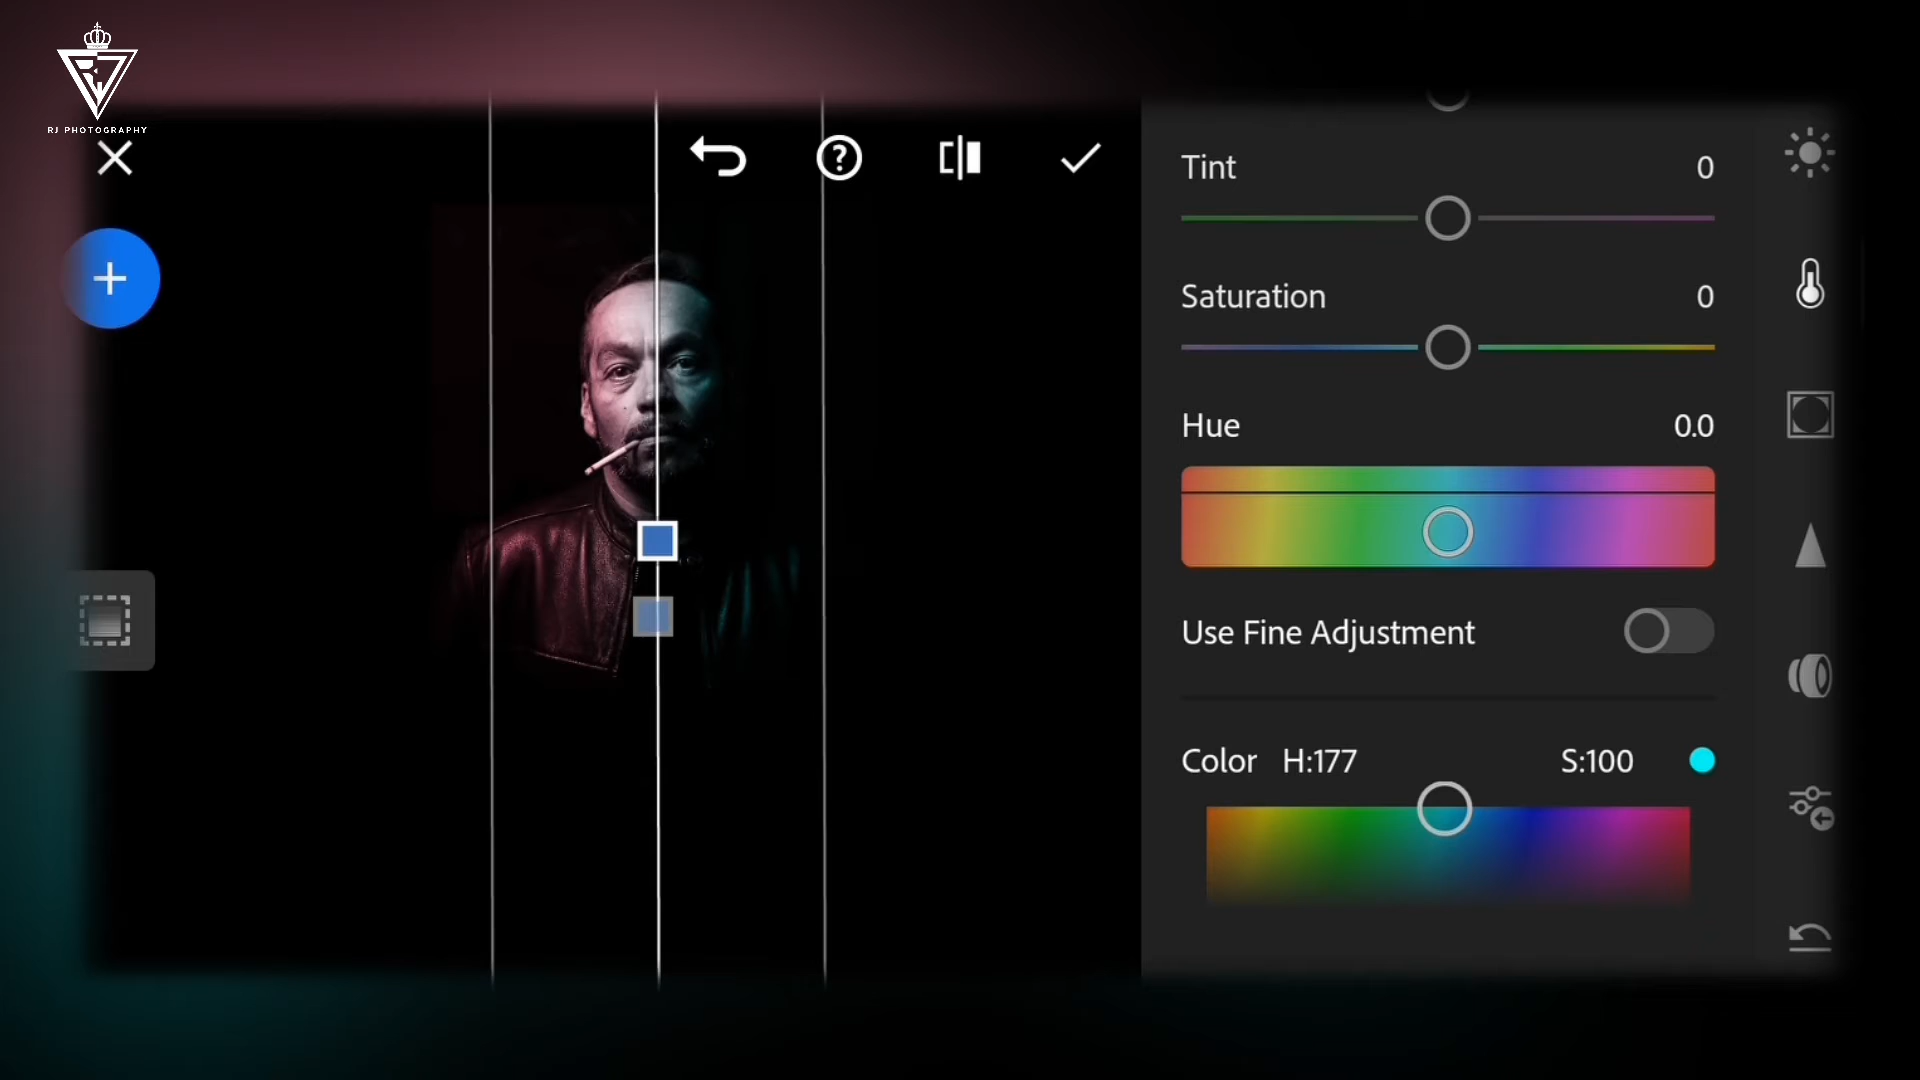 RJ PHOTOGRAPHY
Tint 0
Saturation 0
Hue 0.0
Use Fine Adjustment
Color H:177 S:100